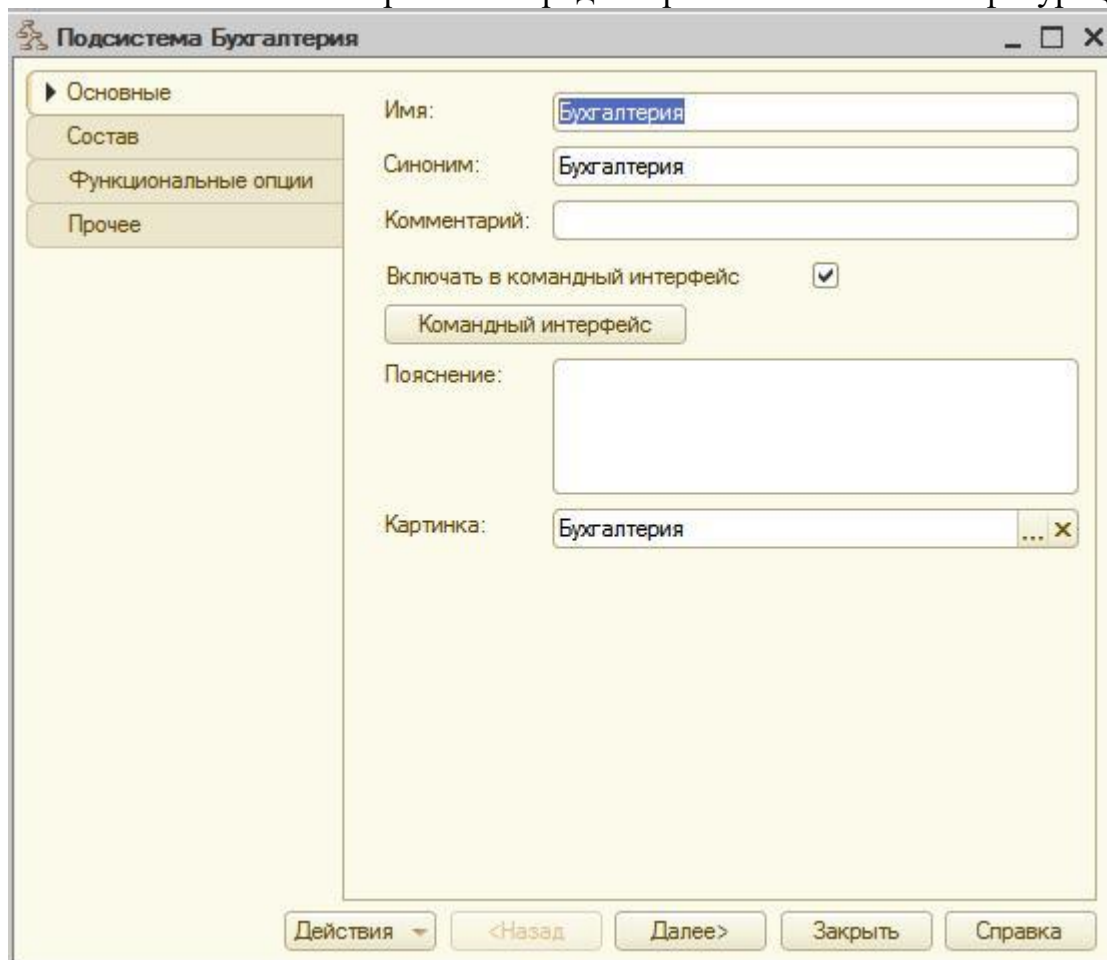 Подсистема Бухгалтерия
Основные
Состав
Функциональные опции
Прочее
Имя: Бухгалтерия
Синоним: Бухгалтерия
Комментарий:
Включать в командный интерфейс
Командный интерфейс
Пояснение:
Картинка: Бухгалтерия ...
Действия <Назад Далее> Закрыть Справка